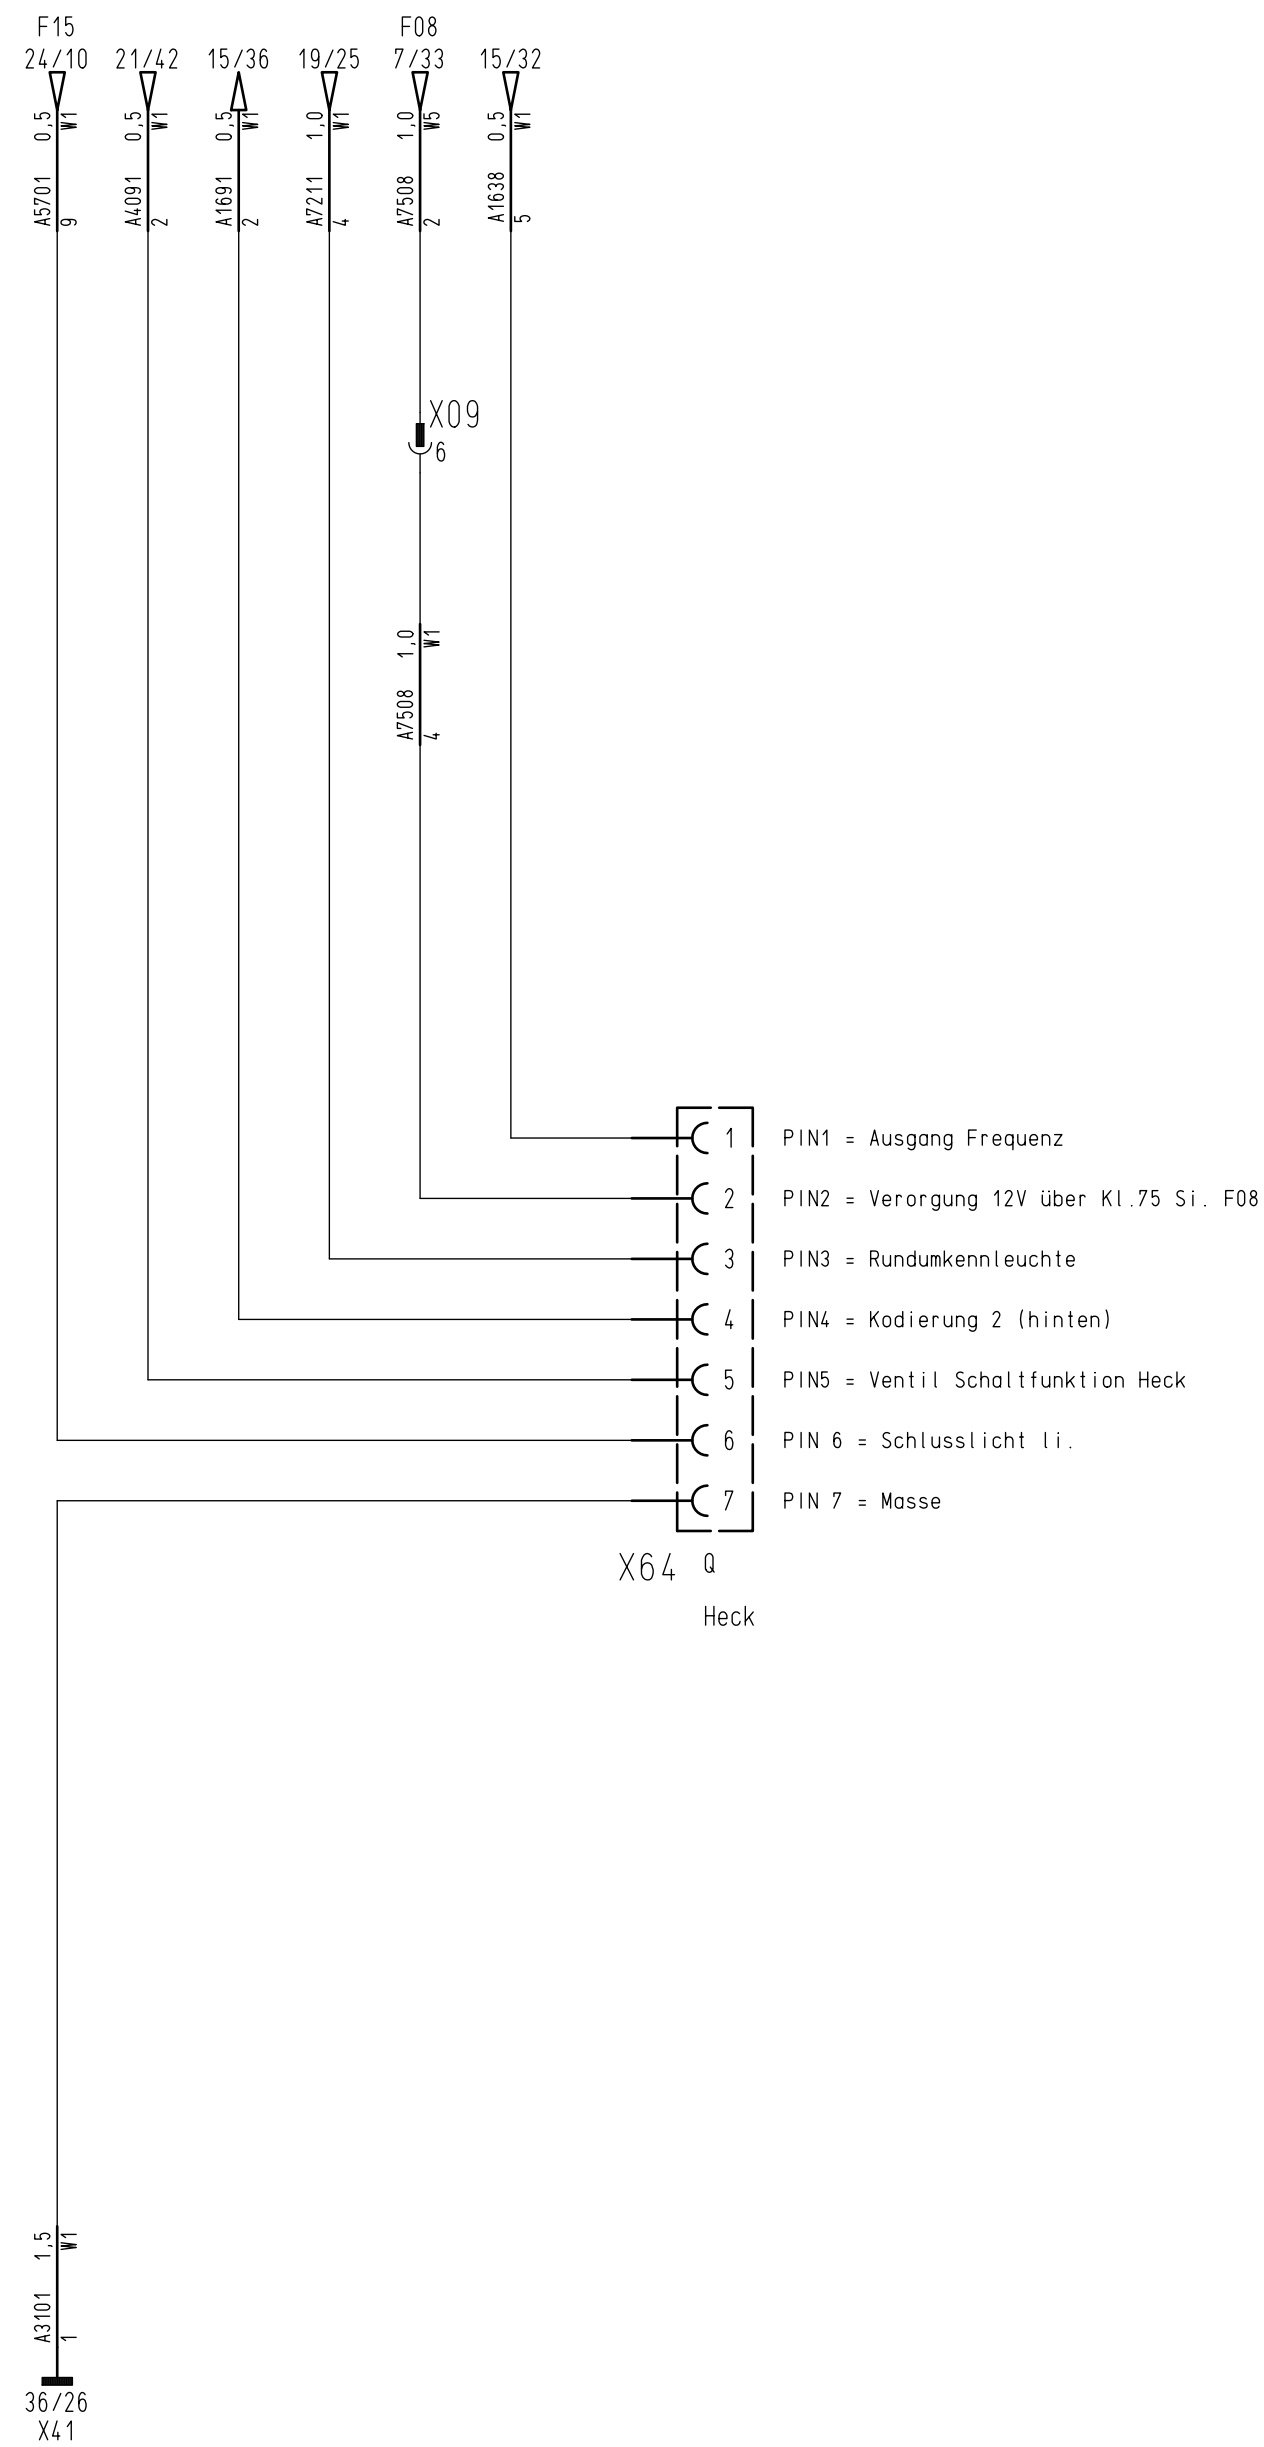 F15 F08
24/10 21/42 15/36 19/25 7/33 15/32
A5701 0,5
9 W1
A4091 0,5
2 W1
A1691 0,5
2 W1
A7211 1,0
4 W1
A7508 1,0
2 W5
A1638 0,5
5 W1
X09
6
A7508 1,0
4 W1
1 PIN1 = Ausgang Frequenz
2 PIN2 = Verorgung 12V über Kl.75 Si. F08
3 PIN3 = Rundumkennleuchte
4 PIN4 = Kodierung 2 (hinten)
5 PIN5 = Ventil Schaltfunktion Heck
6 PIN 6 = Schlusslicht li.
7 PIN 7 = Masse
X64 Q
Heck
A3101 1,5
1 W1
36/26
X41